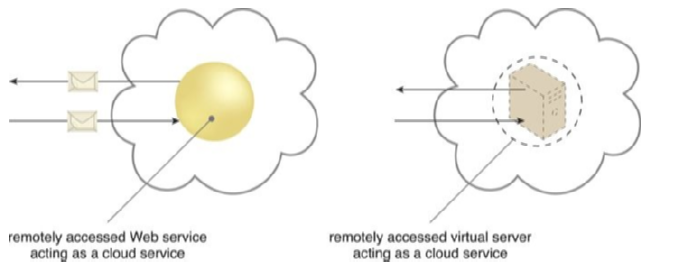 remotely accessed Web service
acting as a cloud service
remotely accessed virtual server
acting as a cloud service